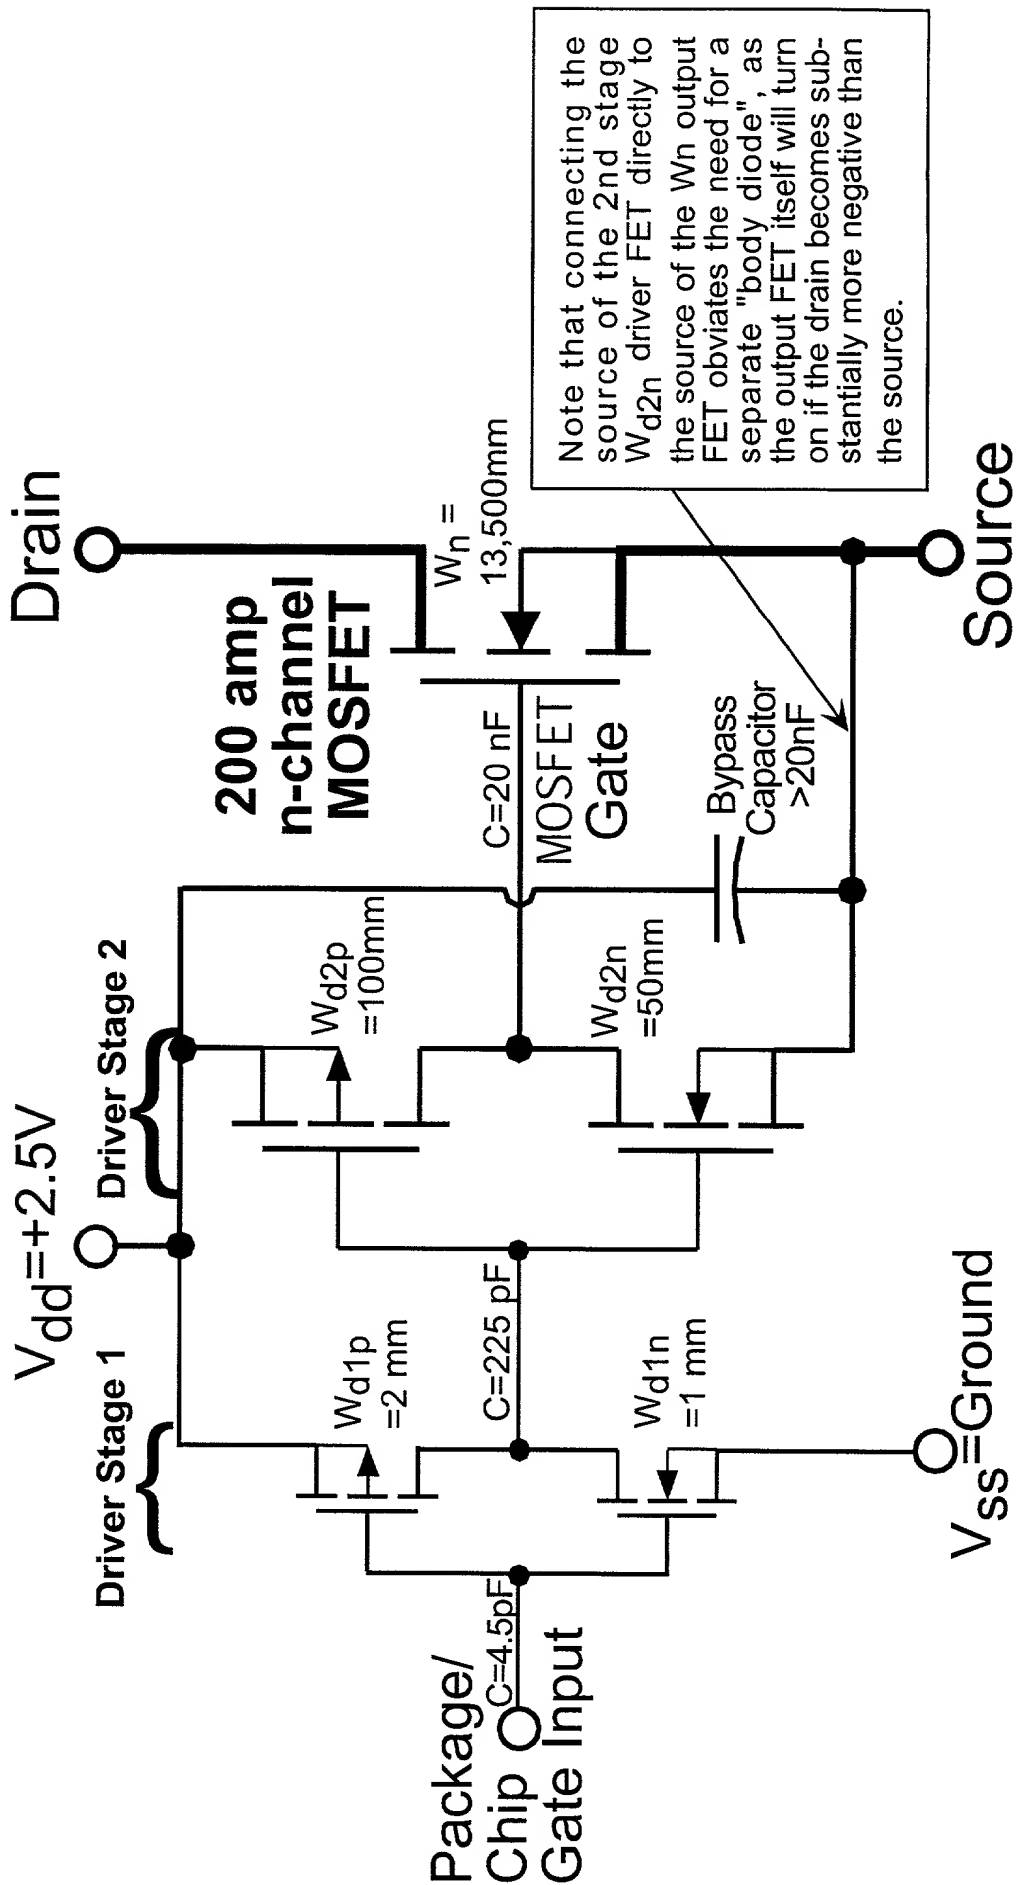 Driver Stage 1
Vdd=+2.5V
Driver Stage 2
Drain
200 amp
n-channel
MOSFET
Wn =
13,500mm
Wd1p
=2 mm
Wd2p
=100mm
Package/
Chip
Gate Input
C=4.5pF
C=225 pF
C=20 nF
MOSFET
Gate
Wd1n
=1 mm
Wd2n
=50mm
Bypass
Capacitor
>20nF
Vss=Ground
Source
Note that connecting the
source of the 2nd stage
Wd2n driver FET directly to
the source of the Wn output
FET obviates the need for a
separate "body diode", as
the output FET itself will turn
on if the drain becomes sub-
stantially more negative than
the source.